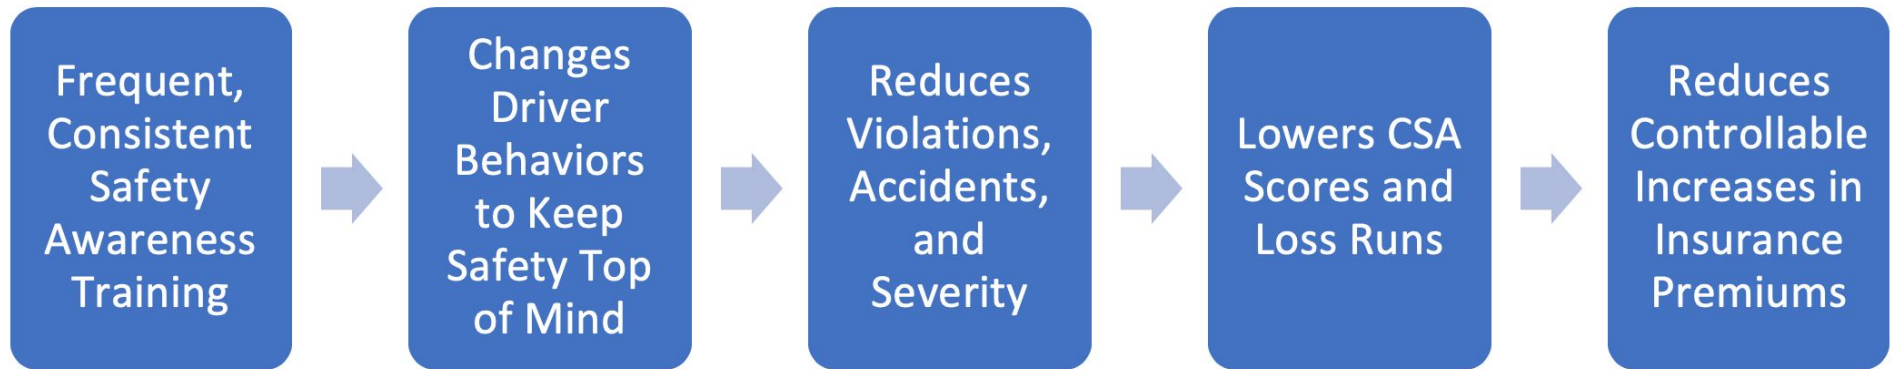 Frequent,
Consistent
Safety
Awareness
Training
Changes
Driver
Behaviors
to Keep
Safety Top
of Mind
Reduces
Violations,
Accidents,
and
Severity
Lowers CSA
Scores and
Loss Runs
Reduces
Controllable
Increases in
Insurance
Premiums